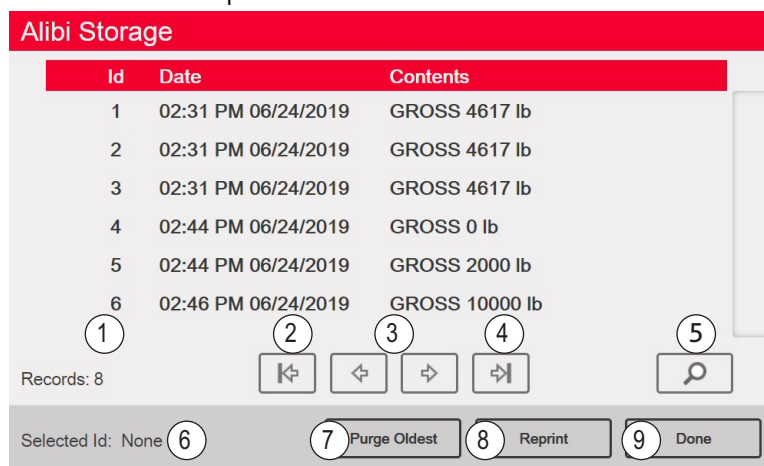 Alibi Storage
Id Date Contents
1 02:31 PM 06/24/2019 GROSS 4617 lb
2 02:31 PM 06/24/2019 GROSS 4617 lb
3 02:31 PM 06/24/2019 GROSS 4617 lb
4 02:44 PM 06/24/2019 GROSS 0 lb
5 02:44 PM 06/24/2019 GROSS 2000 lb
6 02:46 PM 06/24/2019 GROSS 10000 lb
1 2 3 4 5
Records: 8
Selected Id: None 6 7 Purge Oldest 8 Reprint 9 Done